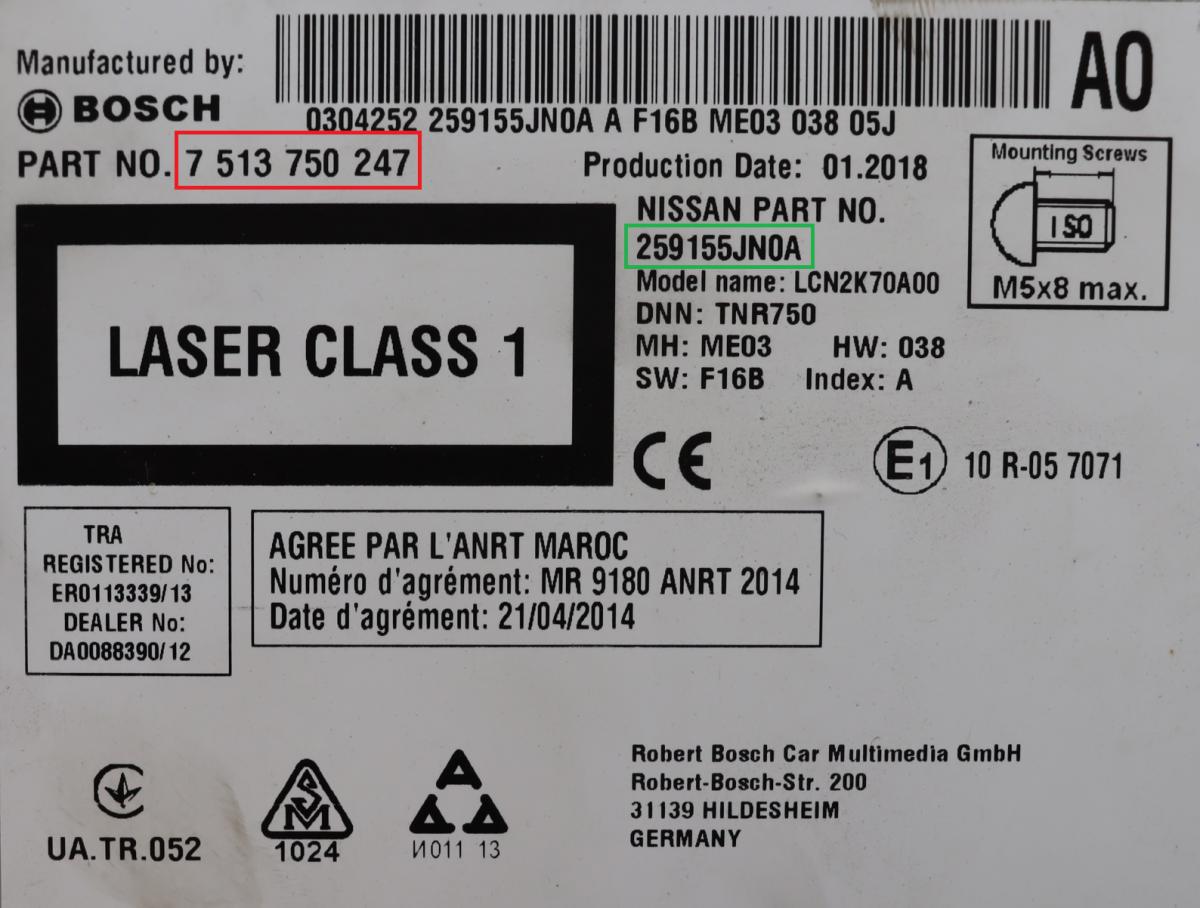 Manufactured by:
BOSCH
A0
0304252 259155JN0A A F16B ME03 038 05J
PART NO. 7 513 750 247
Production Date: 01.2018
Mounting Screws
ISO
M5x8 max.
NISSAN PART NO.
259155JN0A
Model name: LCN2K70A00
DNN: TNR750
MH: ME03 HW: 038
SW: F16B Index: A
LASER CLASS 1
CE
E1 10 R-05 7071
TRA
REGISTERED No:
ER0113339/13
DEALER No:
DA0088390/12
AGREE PAR L'ANRT MAROC
Numéro d'agrément: MR 9180 ANRT 2014
Date d'agrément: 21/04/2014
UA.TR.052
SM
1024
И011 13
Robert Bosch Car Multimedia GmbH
Robert-Bosch-Str. 200
31139 HILDESHEIM
GERMANY